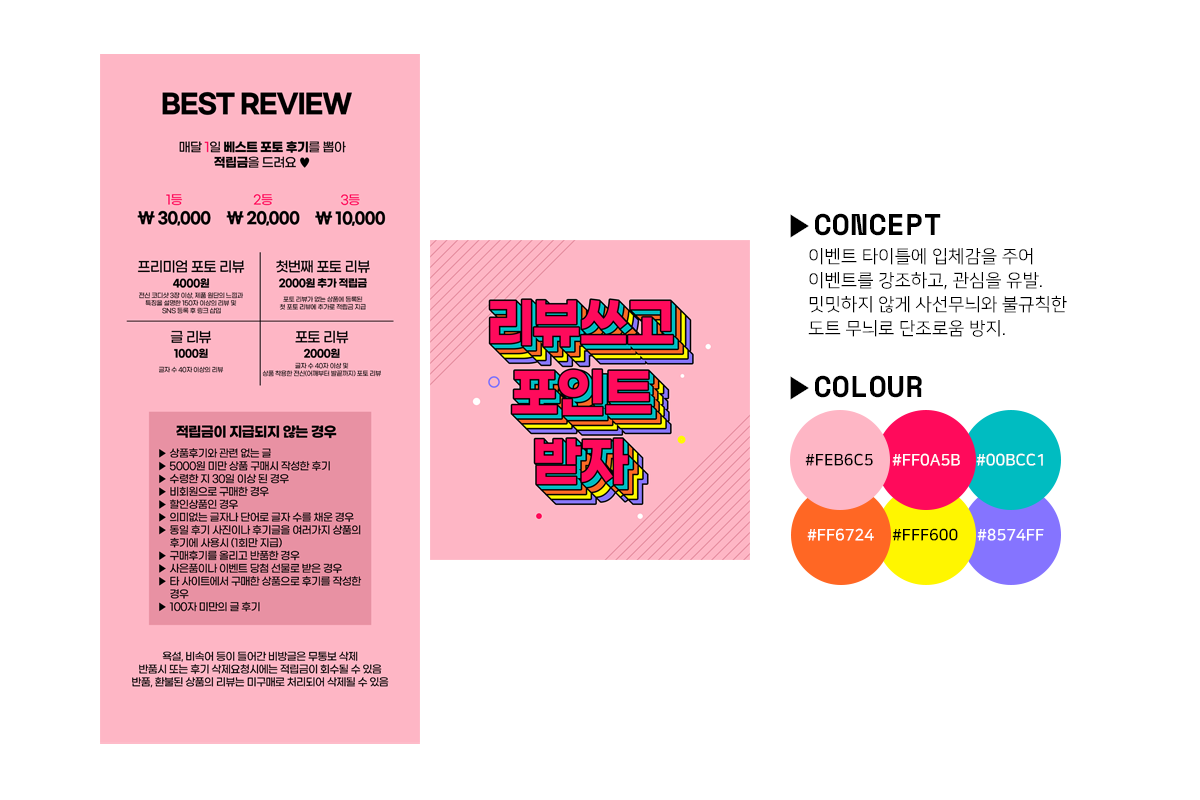 BEST REVIEW
매달 1일 베스트 포토 후기를 뽑아
적립금을 드려요 ♥
1등
₩ 30,000
2등
₩ 20,000
3등
₩ 10,000
프리미엄 포토 리뷰
4000원
전신 코디샷 3장 이상, 제품 원단의 느낌과
특징을 설명한 150자 이상의 리뷰 및
SNS 등록 후 링크 삽입
첫번째 포토 리뷰
2000원 추가 적립금
포토 리뷰가 없는 상품에 등록된
첫 포토 리뷰에 추가로 적립금 지급
글 리뷰
1000원
글자 수 40자 이상의 리뷰
포토 리뷰
2000원
글자 수 40자 이상 및
상품 착용한 전신(어깨부터 발끝까지) 포토 리뷰
적립금이 지급되지 않는 경우
▶ 상품후기와 관련 없는 글
▶ 5000원 미만 상품 구매시 작성한 후기
▶ 수령한 지 30일 이상 된 경우
▶ 비회원으로 구매한 경우
▶ 할인상품인 경우
▶ 의미없는 글자나 단어로 글자 수를 채운 경우
▶ 동일 후기 사진이나 후기글을 여러가지 상품의
후기에 사용시 (1회만 지급)
▶ 구매후기를 올리고 반품한 경우
▶ 사은품이나 이벤트 당첨 선물로 받은 경우
▶ 타 사이트에서 구매한 상품으로 후기를 작성한
경우
▶ 100자 미만의 글 후기
욕설, 비속어 등이 들어간 비방글은 무통보 삭제
반품시 또는 후기 삭제요청시에는 적립금이 회수될 수 있음
반품, 환불된 상품의 리뷰는 미구매로 처리되어 삭제될 수 있음
리뷰쓰고
포인트
받자
▶CONCEPT
이벤트 타이틀에 입체감을 주어
이벤트를 강조하고, 관심을 유발.
밋밋하지 않게 사선무늬와 불규칙한
도트 무늬로 단조로움 방지.
▶COLOUR
#FEB6C5
#FF0A5B
#00BCC1
#FF6724
#FFF600
#8574FF